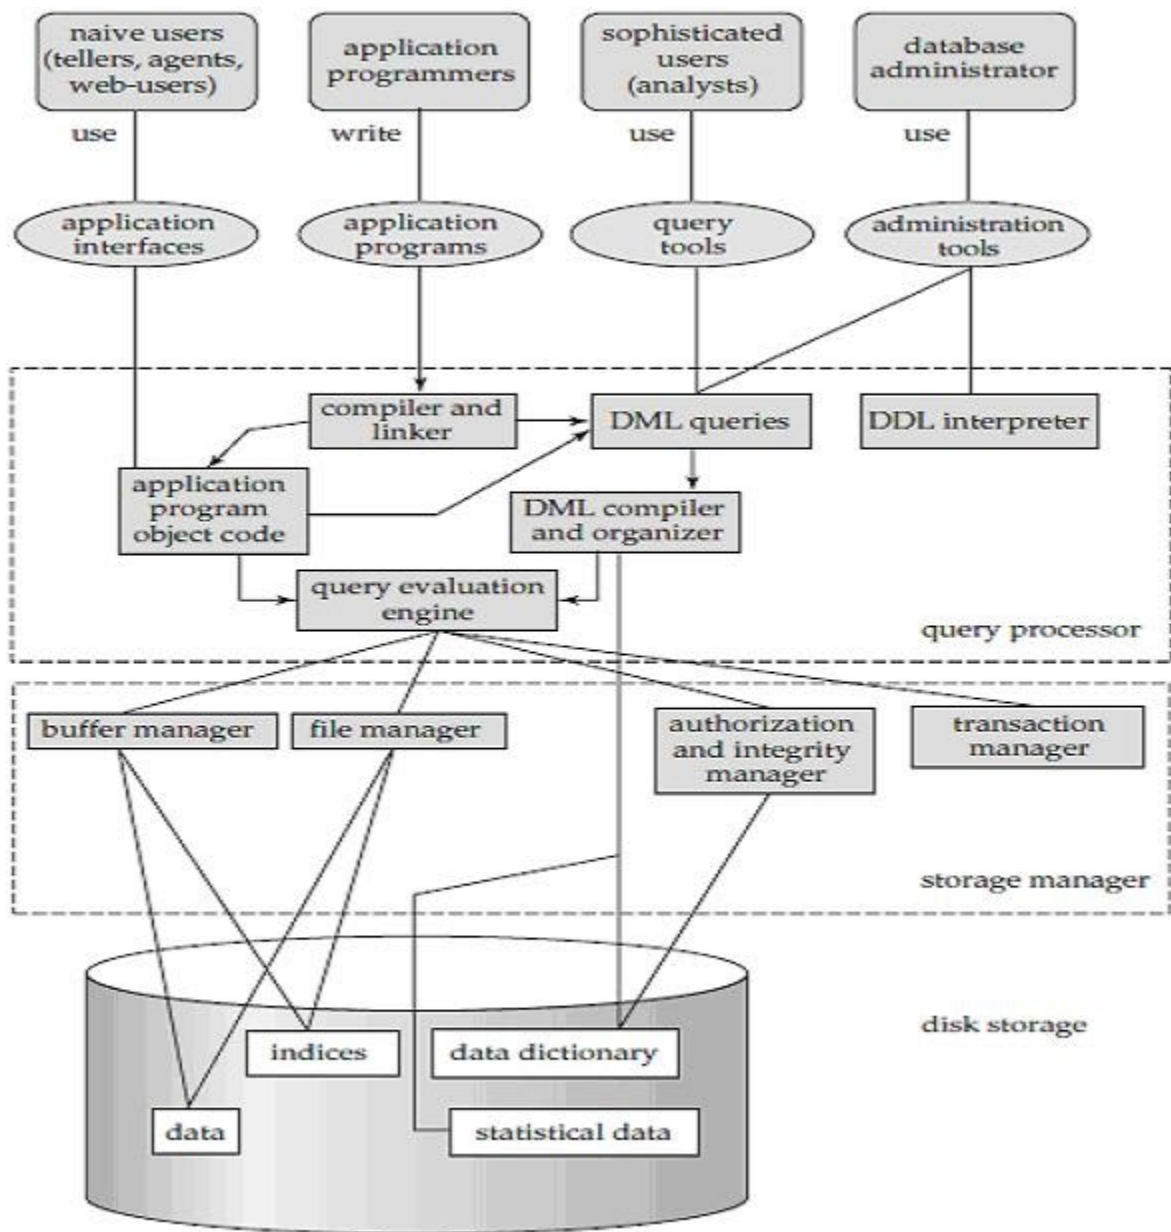 naive users
(tellers, agents,
web-users)
application
programmers
sophisticated
users
(analysts)
database
administrator
use
write
use
use
application
interfaces
application
programs
query
tools
administration
tools
compiler and
linker
DML queries
DDL interpreter
application
program
object code
DML compiler
and organizer
query evaluation
engine
query processor
buffer manager
file manager
authorization
and integrity
manager
transaction
manager
storage manager
disk storage
indices
data dictionary
data
statistical data